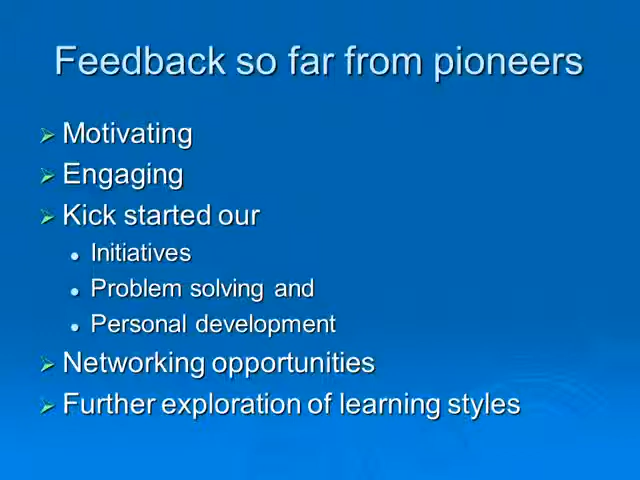 Feedback so far from pioneers
Motivating
Engaging
Kick started our
Initiatives
Problem solving and
Personal development
Networking opportunities
Further exploration of learning styles